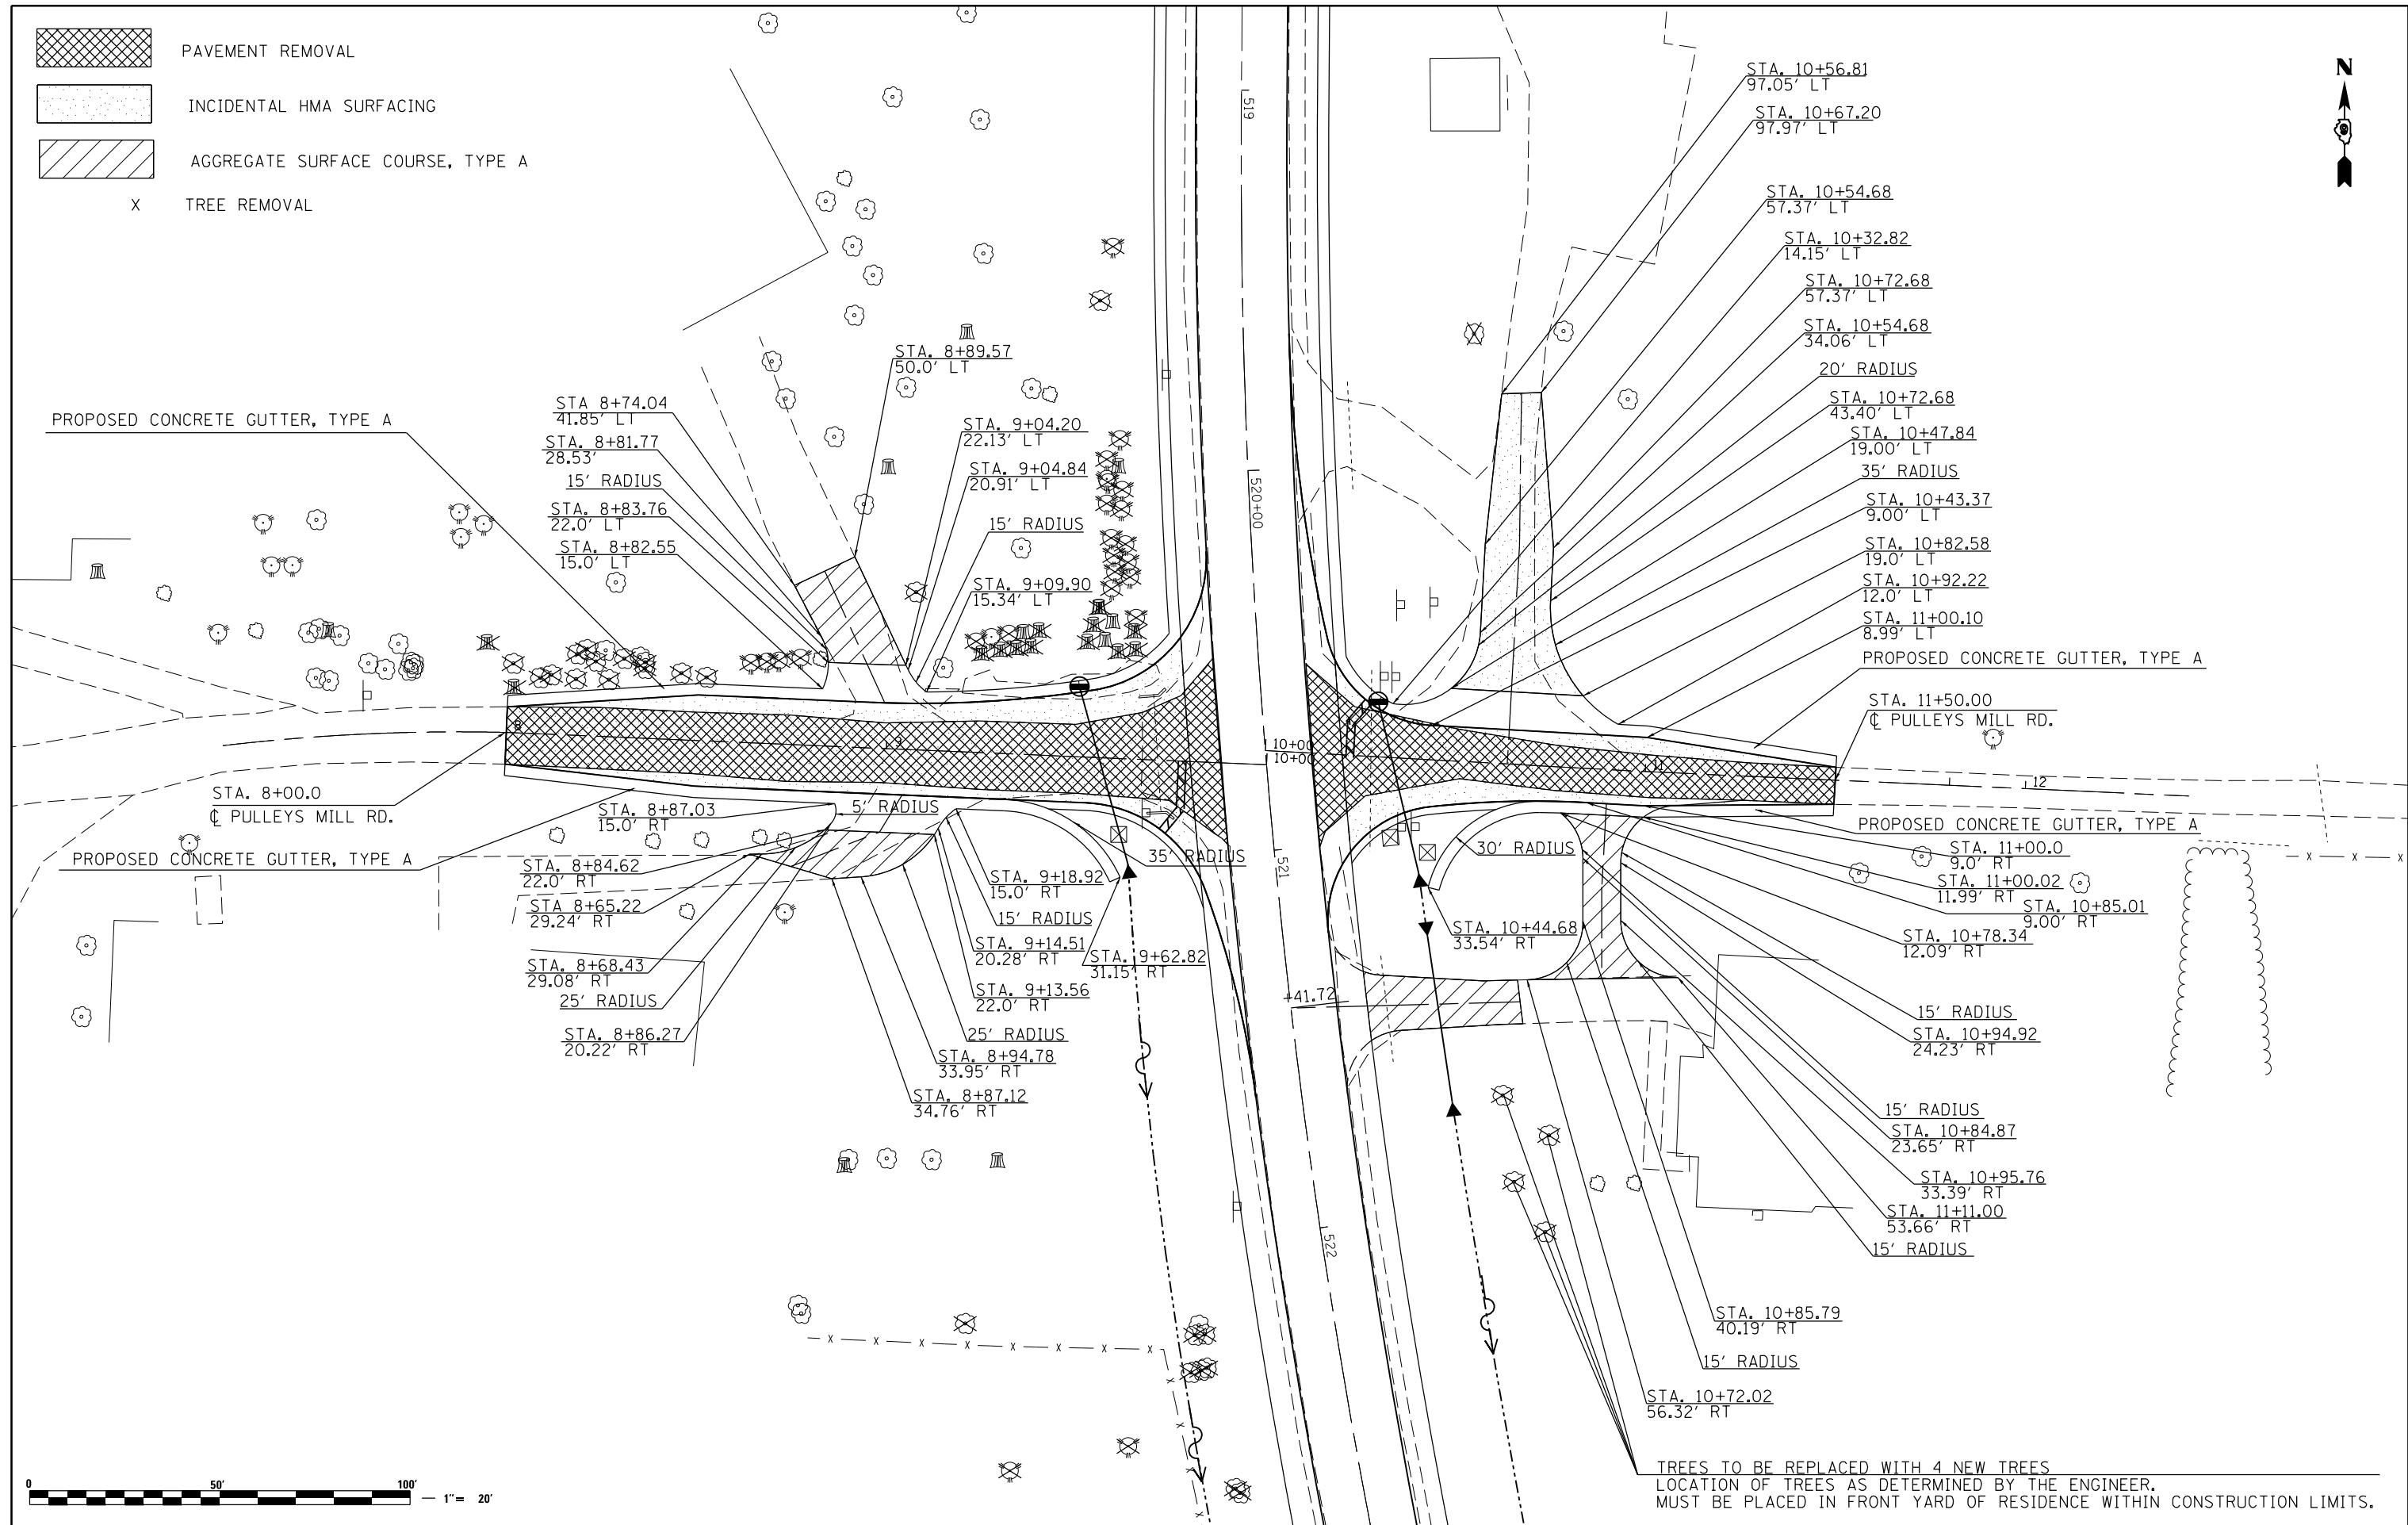 PAVEMENT REMOVAL
INCIDENTAL HMA SURFACING
AGGREGATE SURFACE COURSE, TYPE A
X TREE REMOVAL
N
519
520+00
521
522
STA. 10+56.81
97.05' LT
STA. 10+67.20
97.97' LT
STA. 10+54.68
57.37' LT
STA. 10+32.82
14.15' LT
STA. 10+72.68
57.37' LT
STA. 10+54.68
34.06' LT
20' RADIUS
STA. 10+72.68
43.40' LT
STA. 10+47.84
19.00' LT
35' RADIUS
STA. 10+43.37
9.00' LT
STA. 10+82.58
19.0' LT
STA. 10+92.22
12.0' LT
STA. 11+00.10
8.99' LT
PROPOSED CONCRETE GUTTER, TYPE A
STA. 11+50.00
℄ PULLEYS MILL RD.
STA. 8+89.57
50.0' LT
STA 8+74.04
41.85' LT
STA. 8+81.77
28.53'
15' RADIUS
STA. 8+83.76
22.0' LT
STA. 8+82.55
15.0' LT
PROPOSED CONCRETE GUTTER, TYPE A
STA. 9+04.20
22.13' LT
STA. 9+04.84
20.91' LT
15' RADIUS
STA. 9+09.90
15.34' LT
8
9
10+00
10+00
11
12
STA. 8+00.0
℄ PULLEYS MILL RD.
PROPOSED CONCRETE GUTTER, TYPE A
STA. 8+87.03
15.0' RT
5' RADIUS
STA. 8+84.62
22.0' RT
STA. 8+65.22
29.24' RT
STA. 8+68.43
29.08' RT
25' RADIUS
STA. 8+86.27
20.22' RT
35' RADIUS
STA. 9+18.92
15.0' RT
15' RADIUS
STA. 9+14.51
20.28' RT
STA. 9+62.82
31.15' RT
STA. 9+13.56
22.0' RT
25' RADIUS
STA. 8+94.78
33.95' RT
STA. 8+87.12
34.76' RT
30' RADIUS
STA. 10+44.68
33.54' RT
+41.72
PROPOSED CONCRETE GUTTER, TYPE A
STA. 11+00.0
9.0' RT
STA. 11+00.02
11.99' RT
STA. 10+85.01
9.00' RT
STA. 10+78.34
12.09' RT
15' RADIUS
STA. 10+94.92
24.23' RT
15' RADIUS
STA. 10+84.87
23.65' RT
STA. 10+95.76
33.39' RT
STA. 11+11.00
53.66' RT
15' RADIUS
STA. 10+85.79
40.19' RT
15' RADIUS
STA. 10+72.02
56.32' RT
TREES TO BE REPLACED WITH 4 NEW TREES
LOCATION OF TREES AS DETERMINED BY THE ENGINEER.
MUST BE PLACED IN FRONT YARD OF RESIDENCE WITHIN CONSTRUCTION LIMITS.
0 50' 100'
1"= 20'